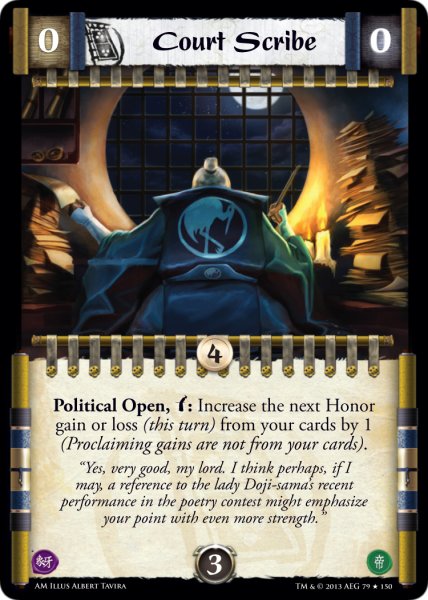 0 Court Scribe 0
4
Political Open, : Increase the next Honor
gain or loss (this turn) from your cards by 1
(Proclaiming gains are not from your cards).
“Yes, very good, my lord. I think perhaps, if I
may, a reference to the lady Doji-sama’s recent
performance in the poetry contest might emphasize
your point with even more strength.”
3
帝
AM ILLUS ALBERT TAVIRA
TM & © 2013 AEG 79 ★ 150